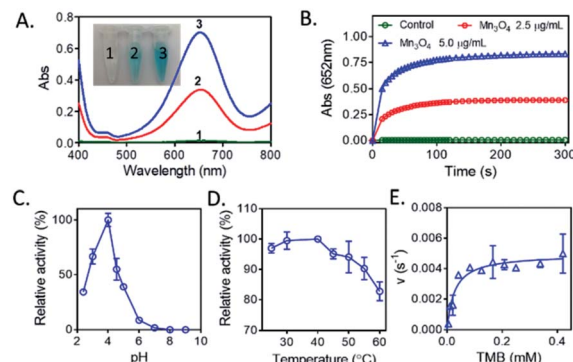 A.
Abs
0.8
0.6
0.4
0.2
0.0
1 2 3
3
2
1
400 500 600 700 800
Wavelength (nm)
B.
Control
Mn₃O₄ 2.5 µg/mL
Mn₃O₄ 5.0 µg/mL
Abs (652nm)
1.00
0.75
0.50
0.25
0.00
0 100 200 300
Time (s)
C.
Relative activity (%)
100
50
0
2 4 6 8 10
pH
D.
Relative activity (%)
110
100
90
80
70
60
30 40 50 60
Temperature (°C)
E.
v (s⁻¹)
0.008
0.006
0.004
0.002
0.000
0.0 0.2 0.4
TMB (mM)